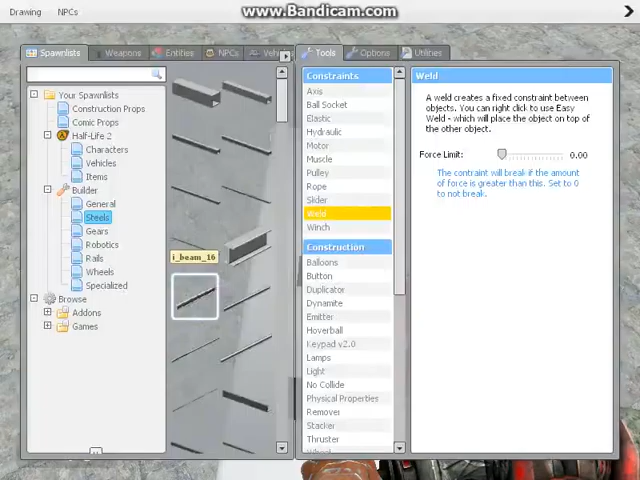 www.Bandicam.com
Drawing NPCs
Spawnlists Weapons Entities NPCs Vehi
Tools Options Utilities
Your Spawnlists
Construction Props
Comic Props
Half-Life 2
Characters
Vehicles
Items
Builder
General
Steels
Gears
Robotics
Rails
Wheels
Specialized
Browse
Addons
Games
i_beam_16
Constraints
Axis
Ball Socket
Elastic
Hydraulic
Motor
Muscle
Pulley
Rope
Slider
Weld
Winch
Construction
Balloons
Button
Duplicator
Dynamite
Emitter
Hoverball
Keypad v2.0
Lamps
Light
No Collide
Physical Properties
Remover
Stacker
Thruster
Wheel
Weld
A weld creates a fixed constraint between
objects. You can right click to use Easy
Weld - which will place the object on top of
the other object.
Force Limit: 0.00
The contraint will break if the amount
of force is greater than this. Set to 0
to not break.